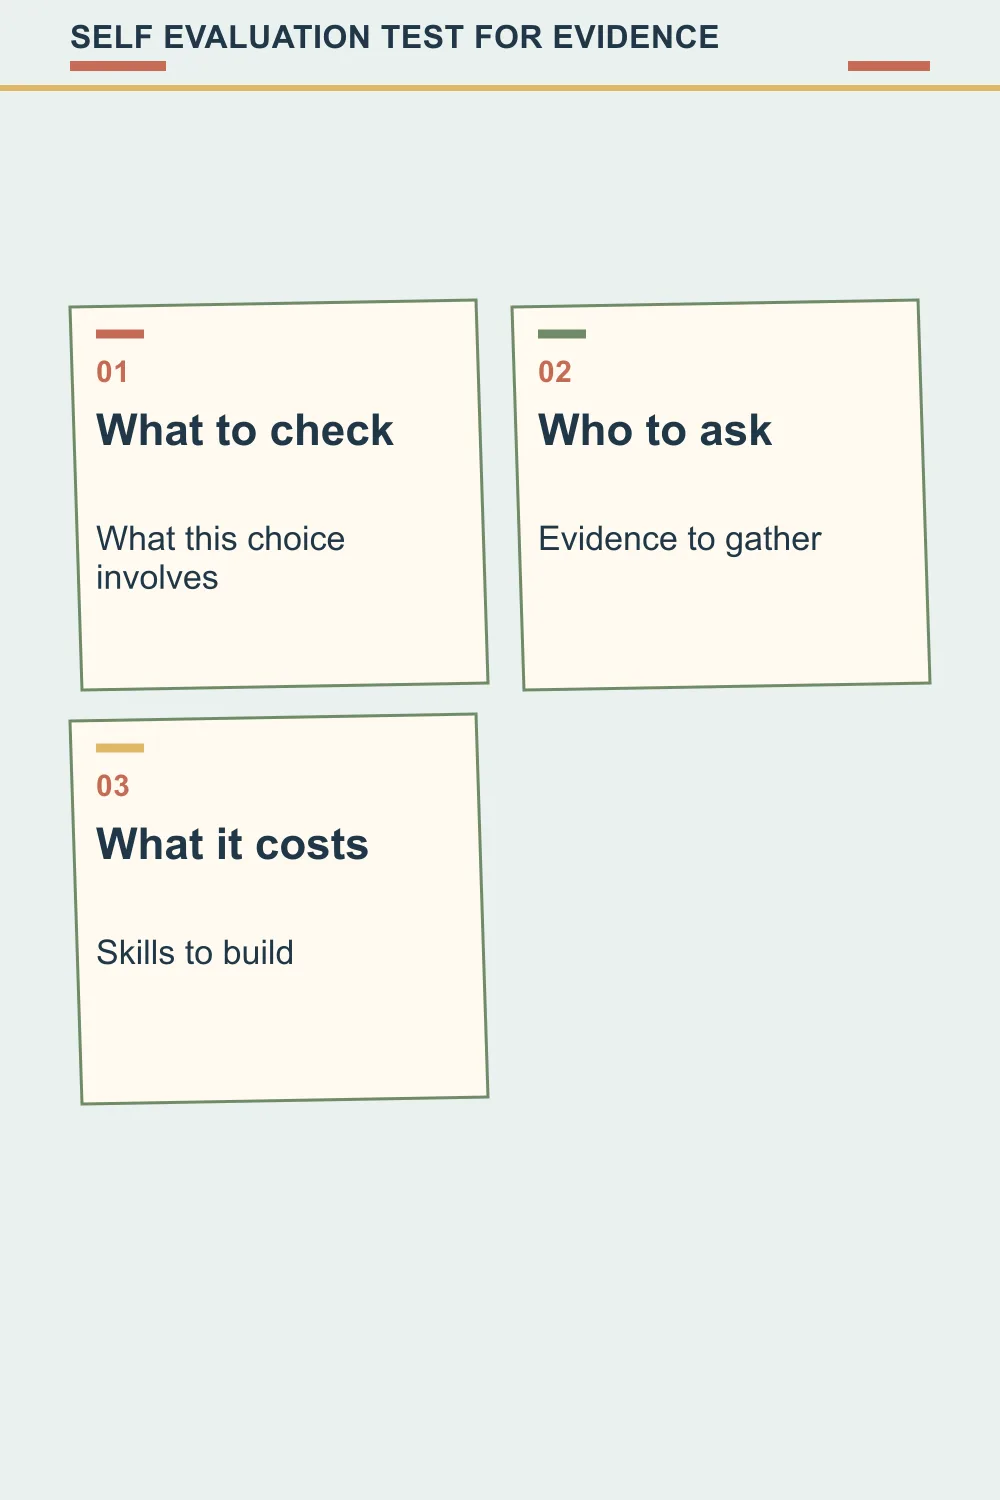 SELF EVALUATION TEST FOR EVIDENCE
01
What to check
What this choice
involves
02
Who to ask
Evidence to gather
03
What it costs
Skills to build